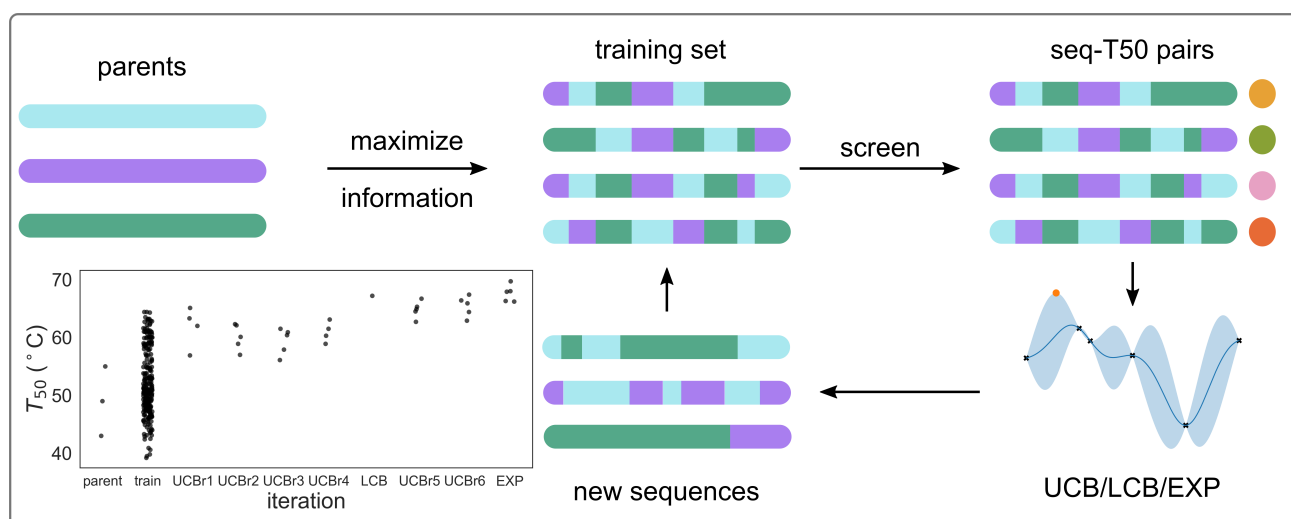 parents
training set
seq-T50 pairs
maximize
information
screen
T50 (°C)
70
60
50
40
parent train UCBr1 UCBr2 UCBr3 UCBr4 LCB UCBr5 UCBr6 EXP
iteration
new sequences
UCB/LCB/EXP